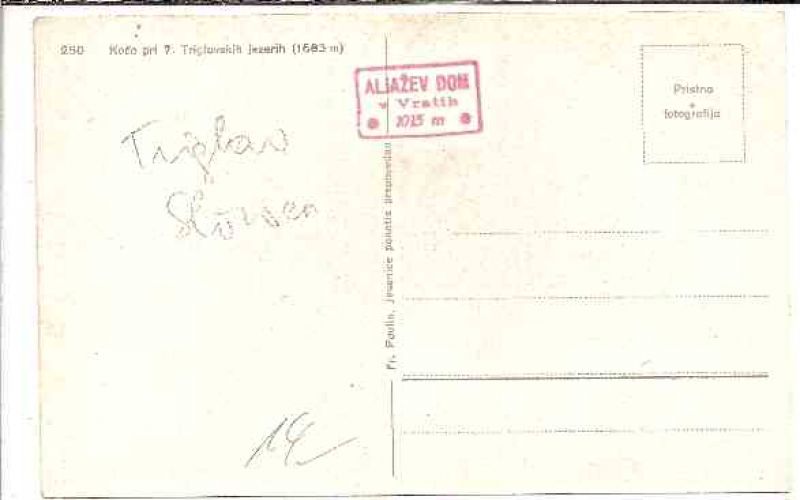 250 Koča pri 7. Triglavskih jezerih (1683 m)
ALJAŽEV DOM
v Vratih
1015 m
Pristna
fotografija
Triglav
Fr. Pavlin, Jesenice ponatis prepovedan
14